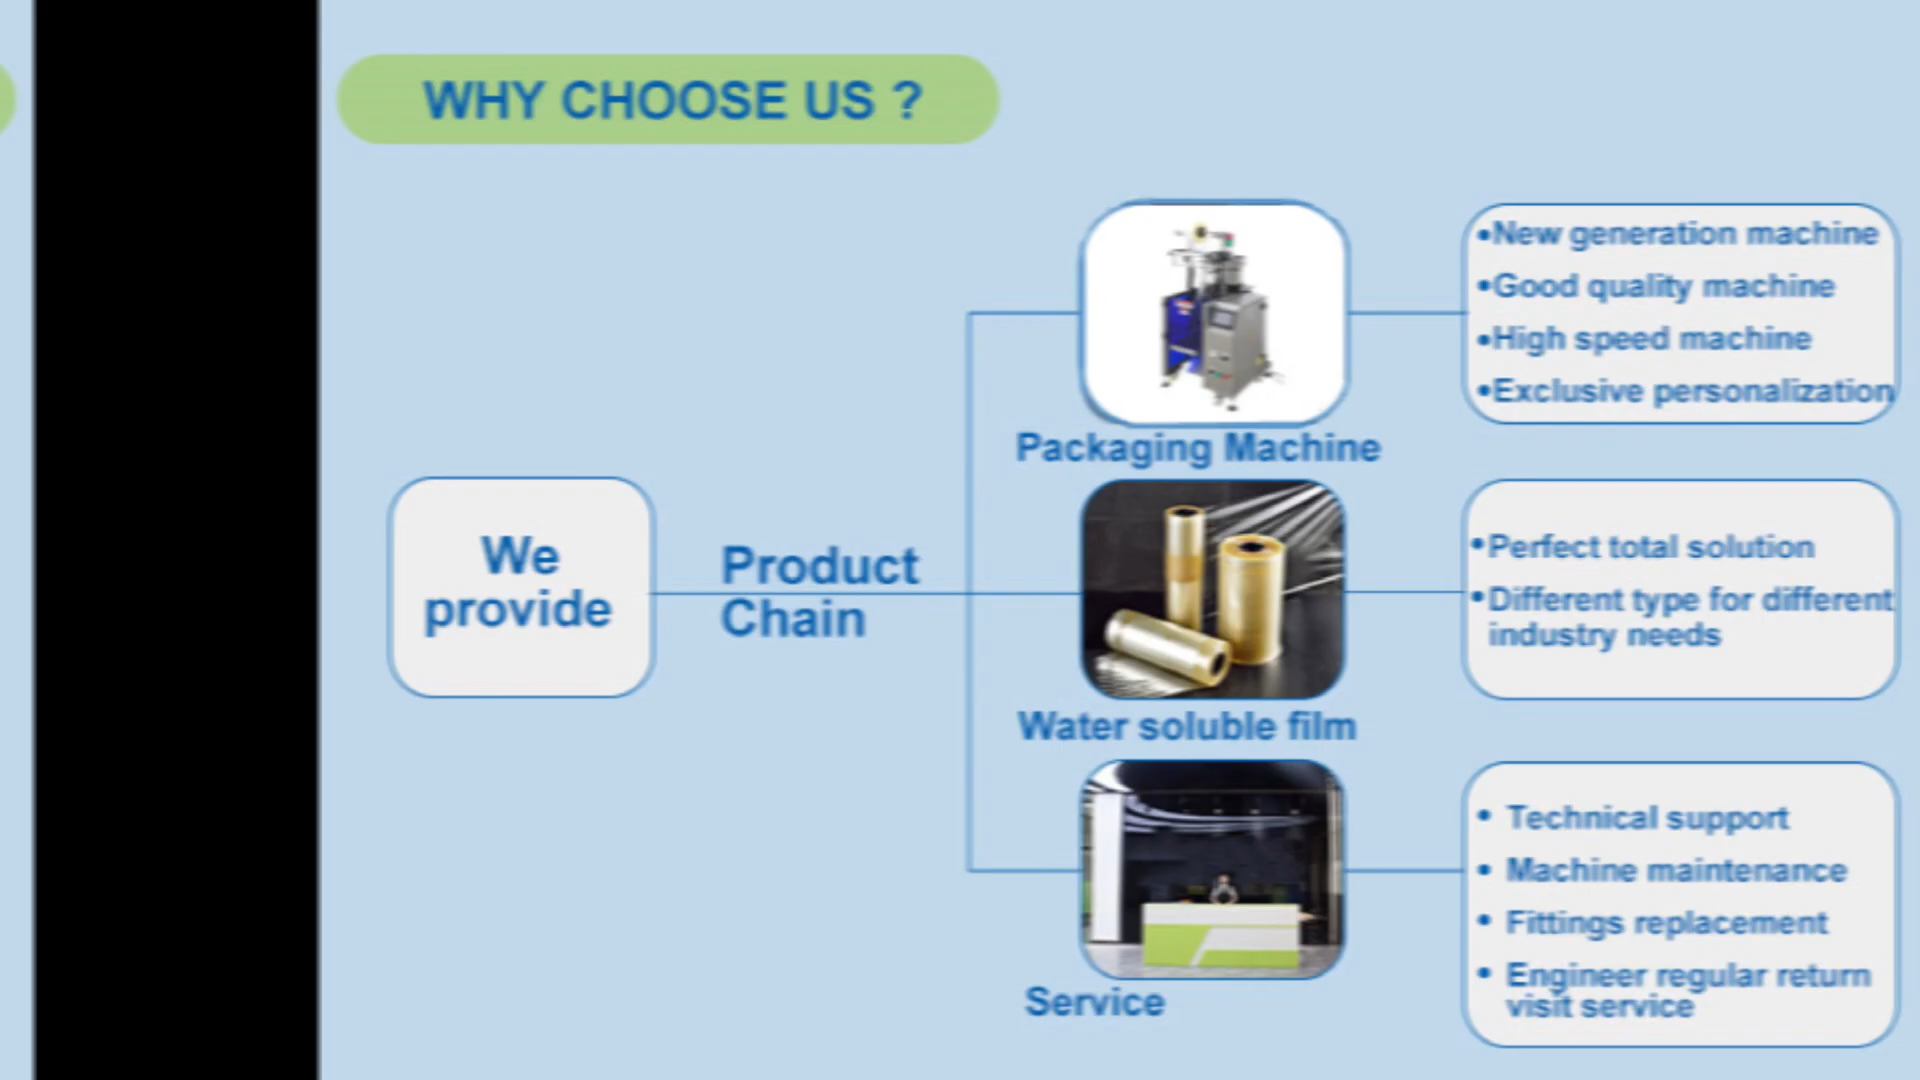 WHY CHOOSE US ?
We
provide
Product
Chain
Packaging Machine
•New generation machine
•Good quality machine
•High speed machine
•Exclusive personalization
Water soluble film
•Perfect total solution
•Different type for different
industry needs
Service
• Technical support
• Machine maintenance
• Fittings replacement
• Engineer regular return
visit service